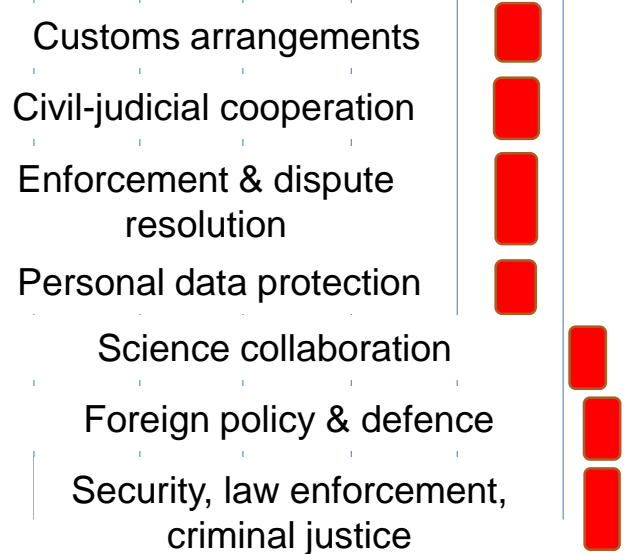 Customs arrangements
Civil-judicial cooperation
Enforcement & dispute
resolution
Personal data protection
Science collaboration
Foreign policy & defence
Security, law enforcement,
criminal justice